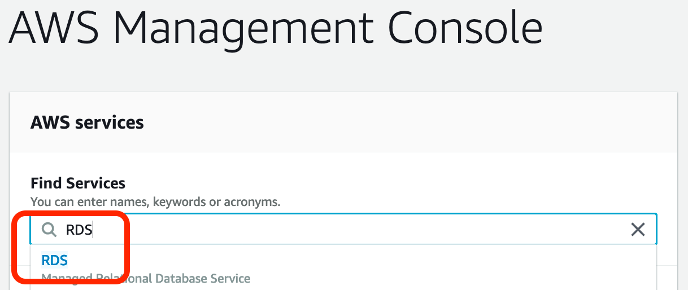 AWS Management Console
AWS services
Find Services
You can enter names, keywords or acronyms.
RDS
RDS
Managed Relational Database Service